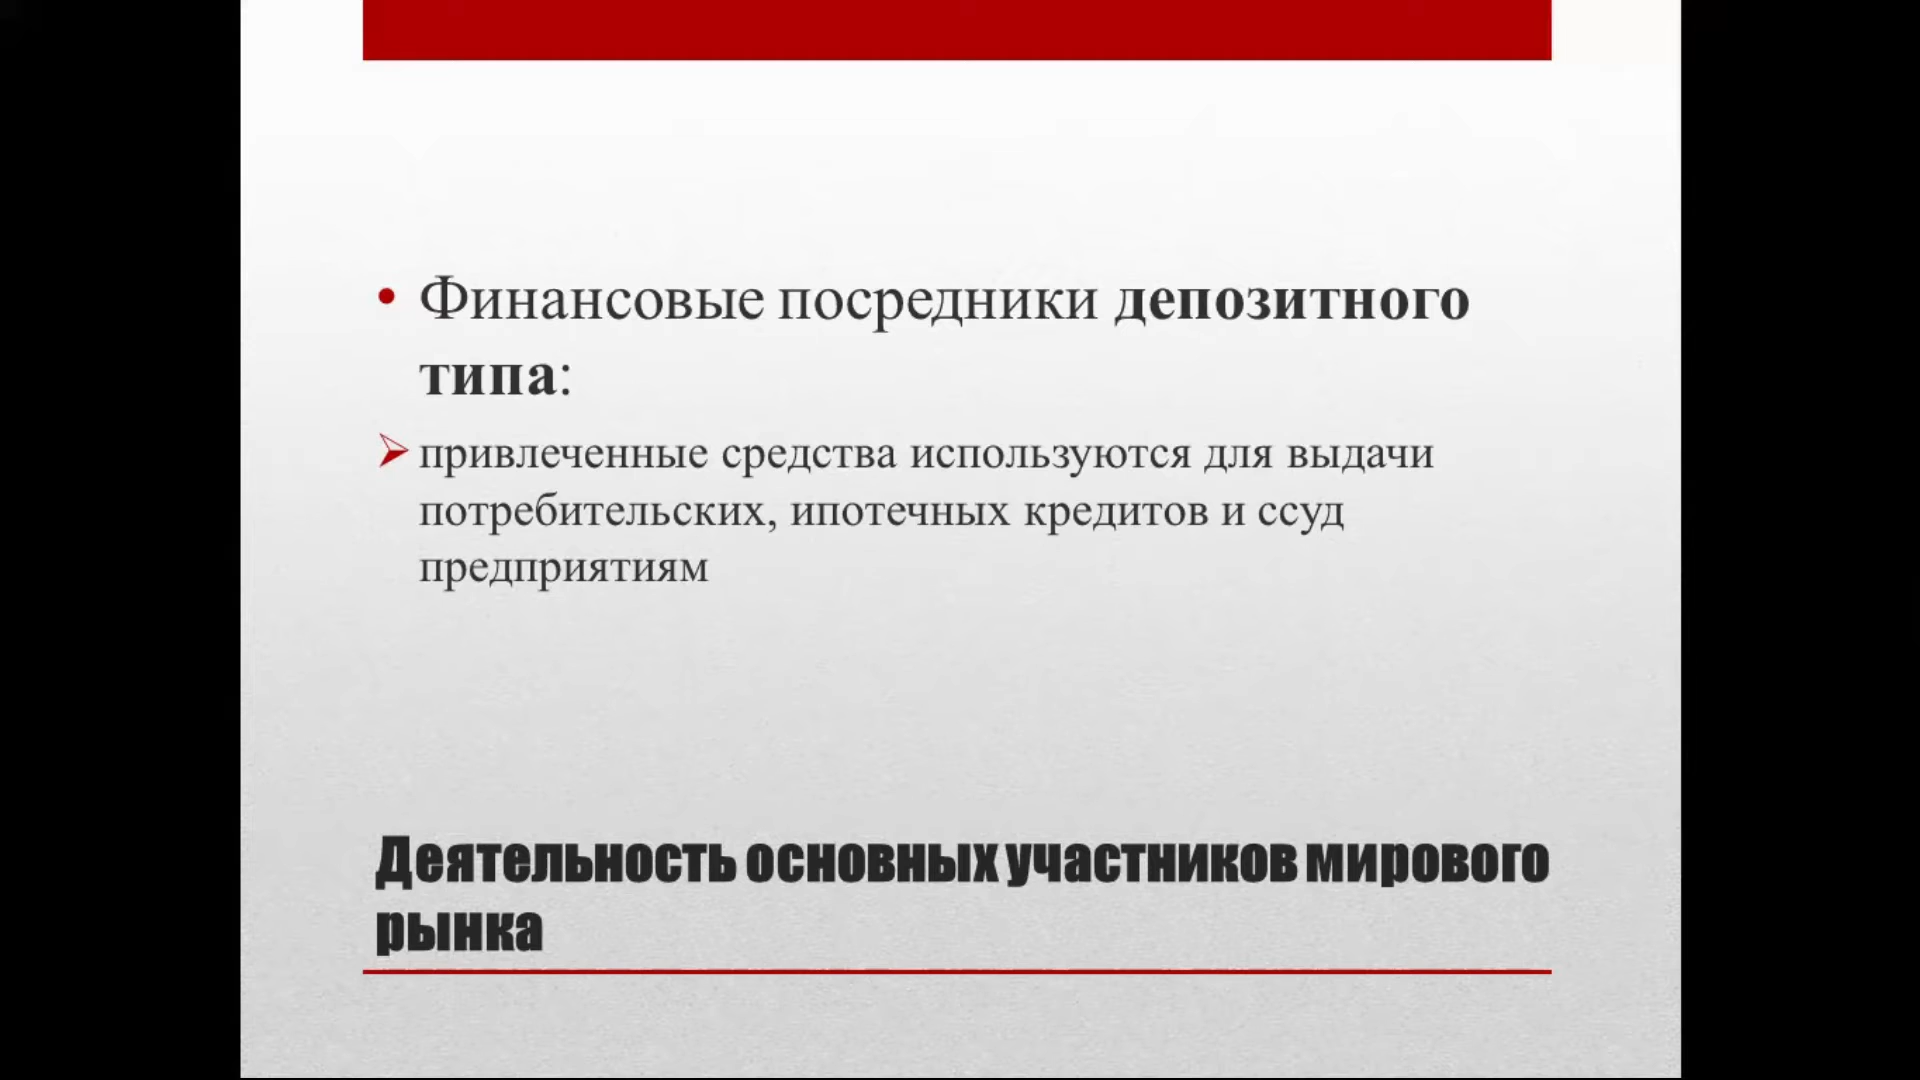 • Финансовые посредники депозитного
типа:
➢ привлеченные средства используются для выдачи
потребительских, ипотечных кредитов и ссуд
предприятиям
Деятельность основных участников мирового
рынка